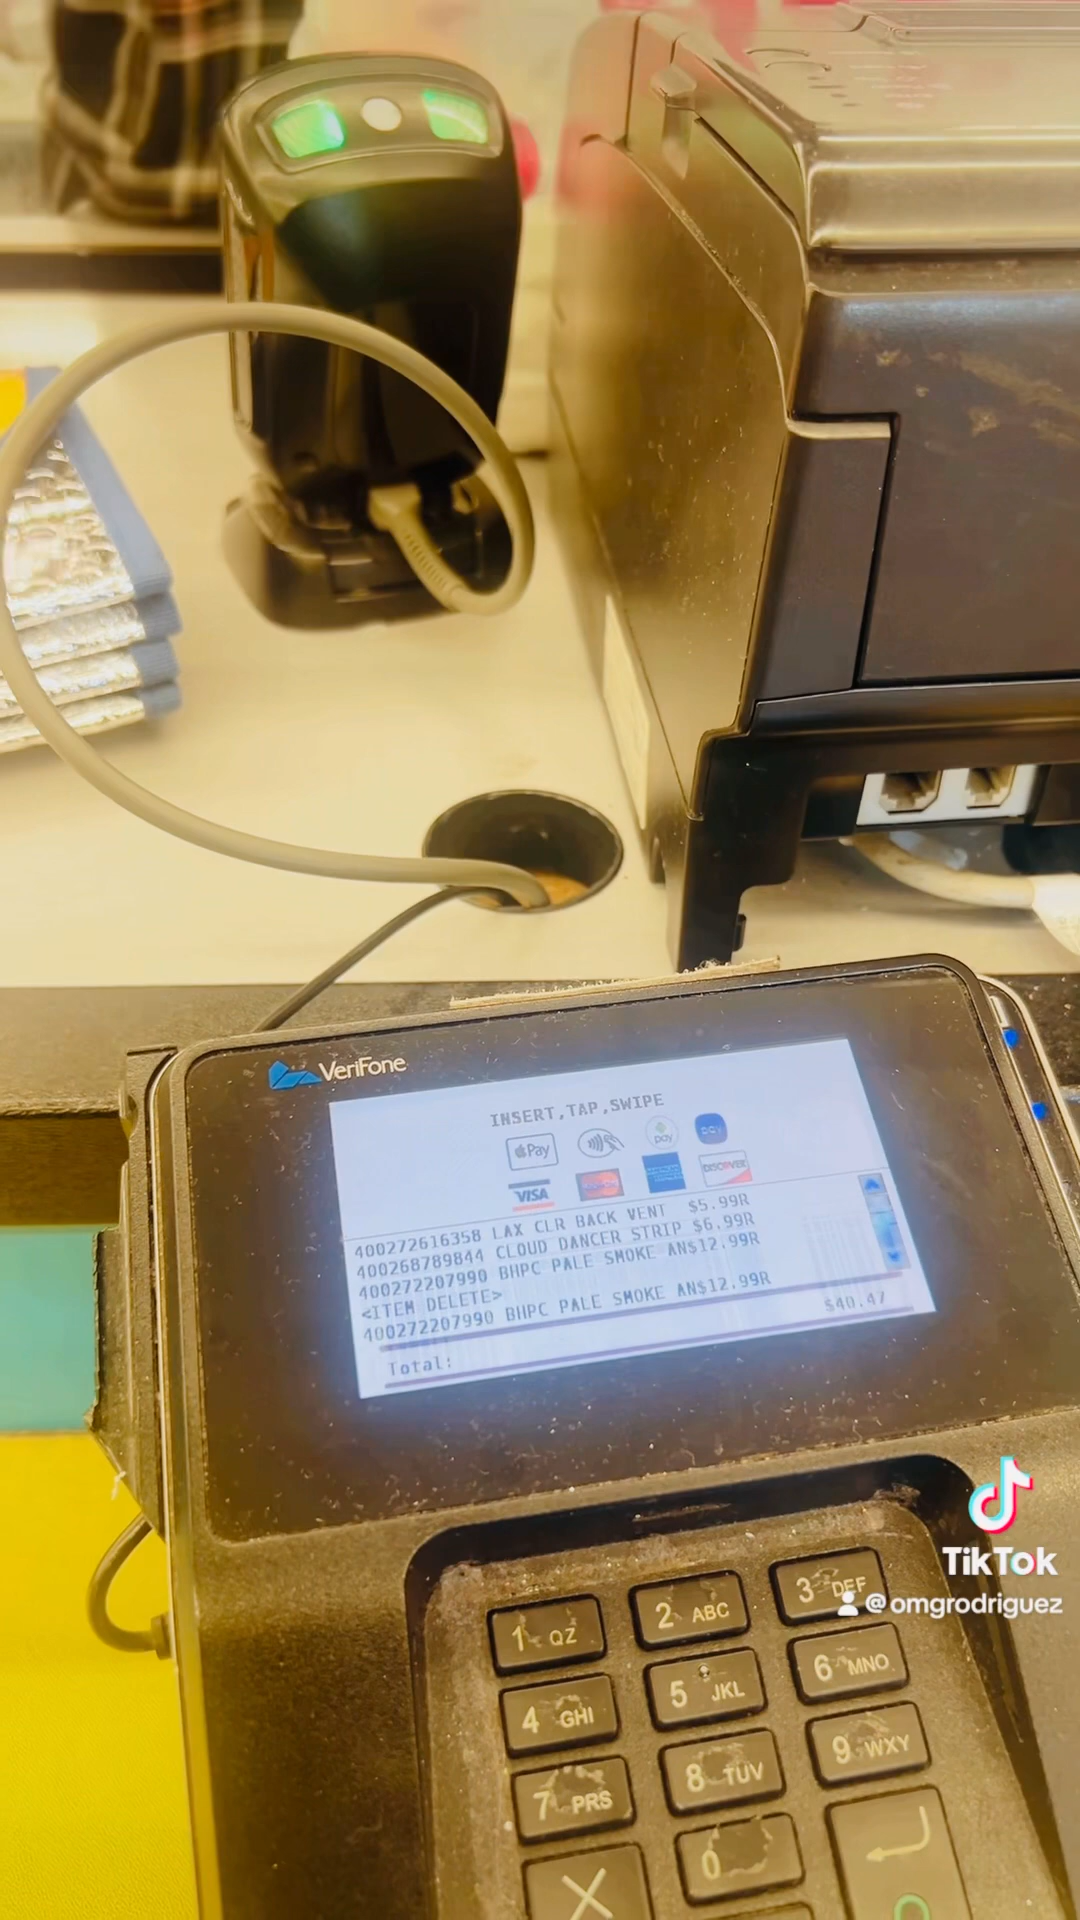 VeriFone
INSERT,TAP,SWIPE
Pay
pay
VISA
DISCOVER
400272616358 LAX CLR BACK VENT $5.99R
400268789844 CLOUD DANCER STRIP $6.99R
400272207990 BHPC PALE SMOKE AN$12.99R
<ITEM DELETE>
400272207990 BHPC PALE SMOKE AN$12.99R
Total: $40.47
TikTok
@omgrodriguez
1 QZ 2 ABC 3 DEF
4 GHI 5 JKL 6 MNO
7 PRS 8 TUV 9 WXY
0